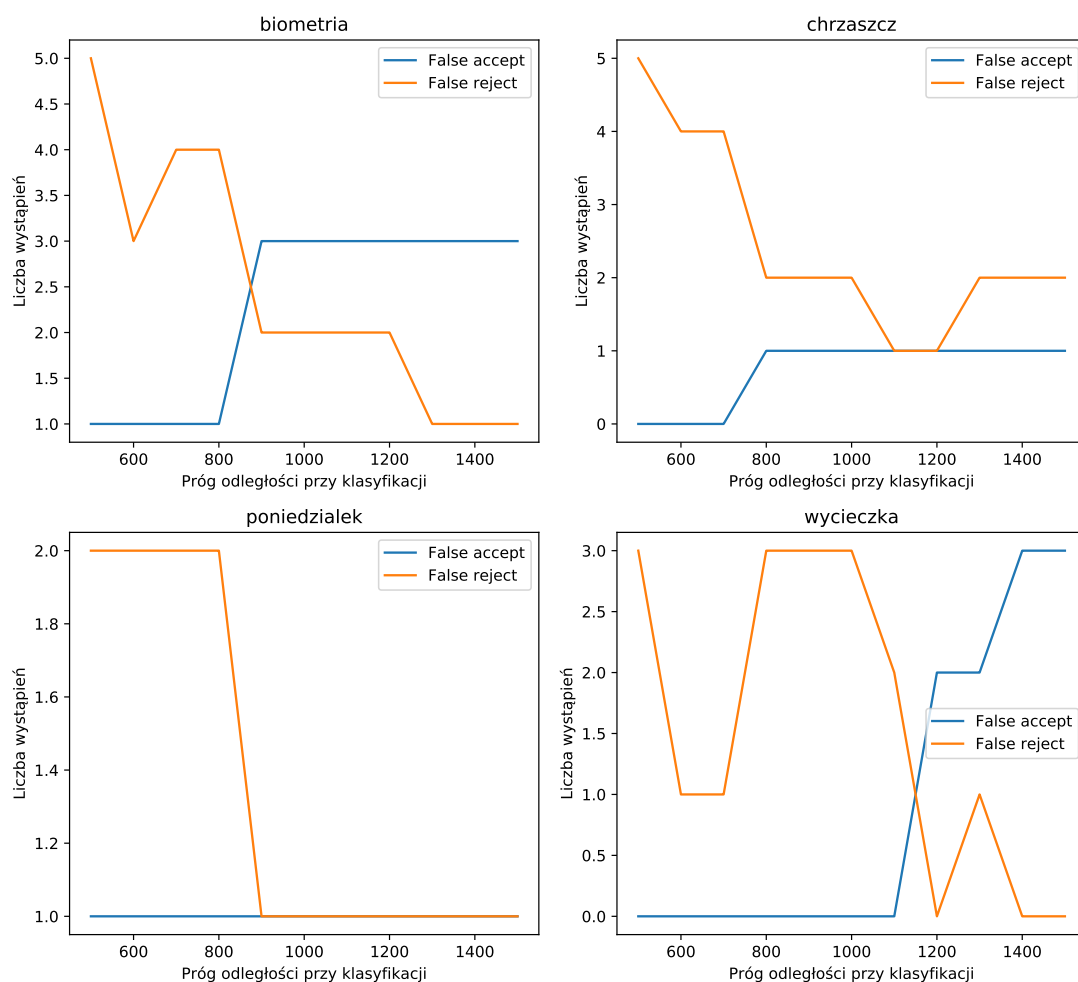 biometria
5.0
4.5
4.0
3.5
3.0
2.5
2.0
1.5
1.0
Liczba wystąpień
False accept
False reject
600 800 1000 1200 1400
Próg odległości przy klasyfikacji
chrzaszcz
5
4
3
2
1
0
Liczba wystąpień
False accept
False reject
600 800 1000 1200 1400
Próg odległości przy klasyfikacji
poniedzialek
2.0
1.8
1.6
1.4
1.2
1.0
Liczba wystąpień
False accept
False reject
600 800 1000 1200 1400
Próg odległości przy klasyfikacji
wycieczka
3.0
2.5
2.0
1.5
1.0
0.5
0.0
Liczba wystąpień
False accept
False reject
600 800 1000 1200 1400
Próg odległości przy klasyfikacji